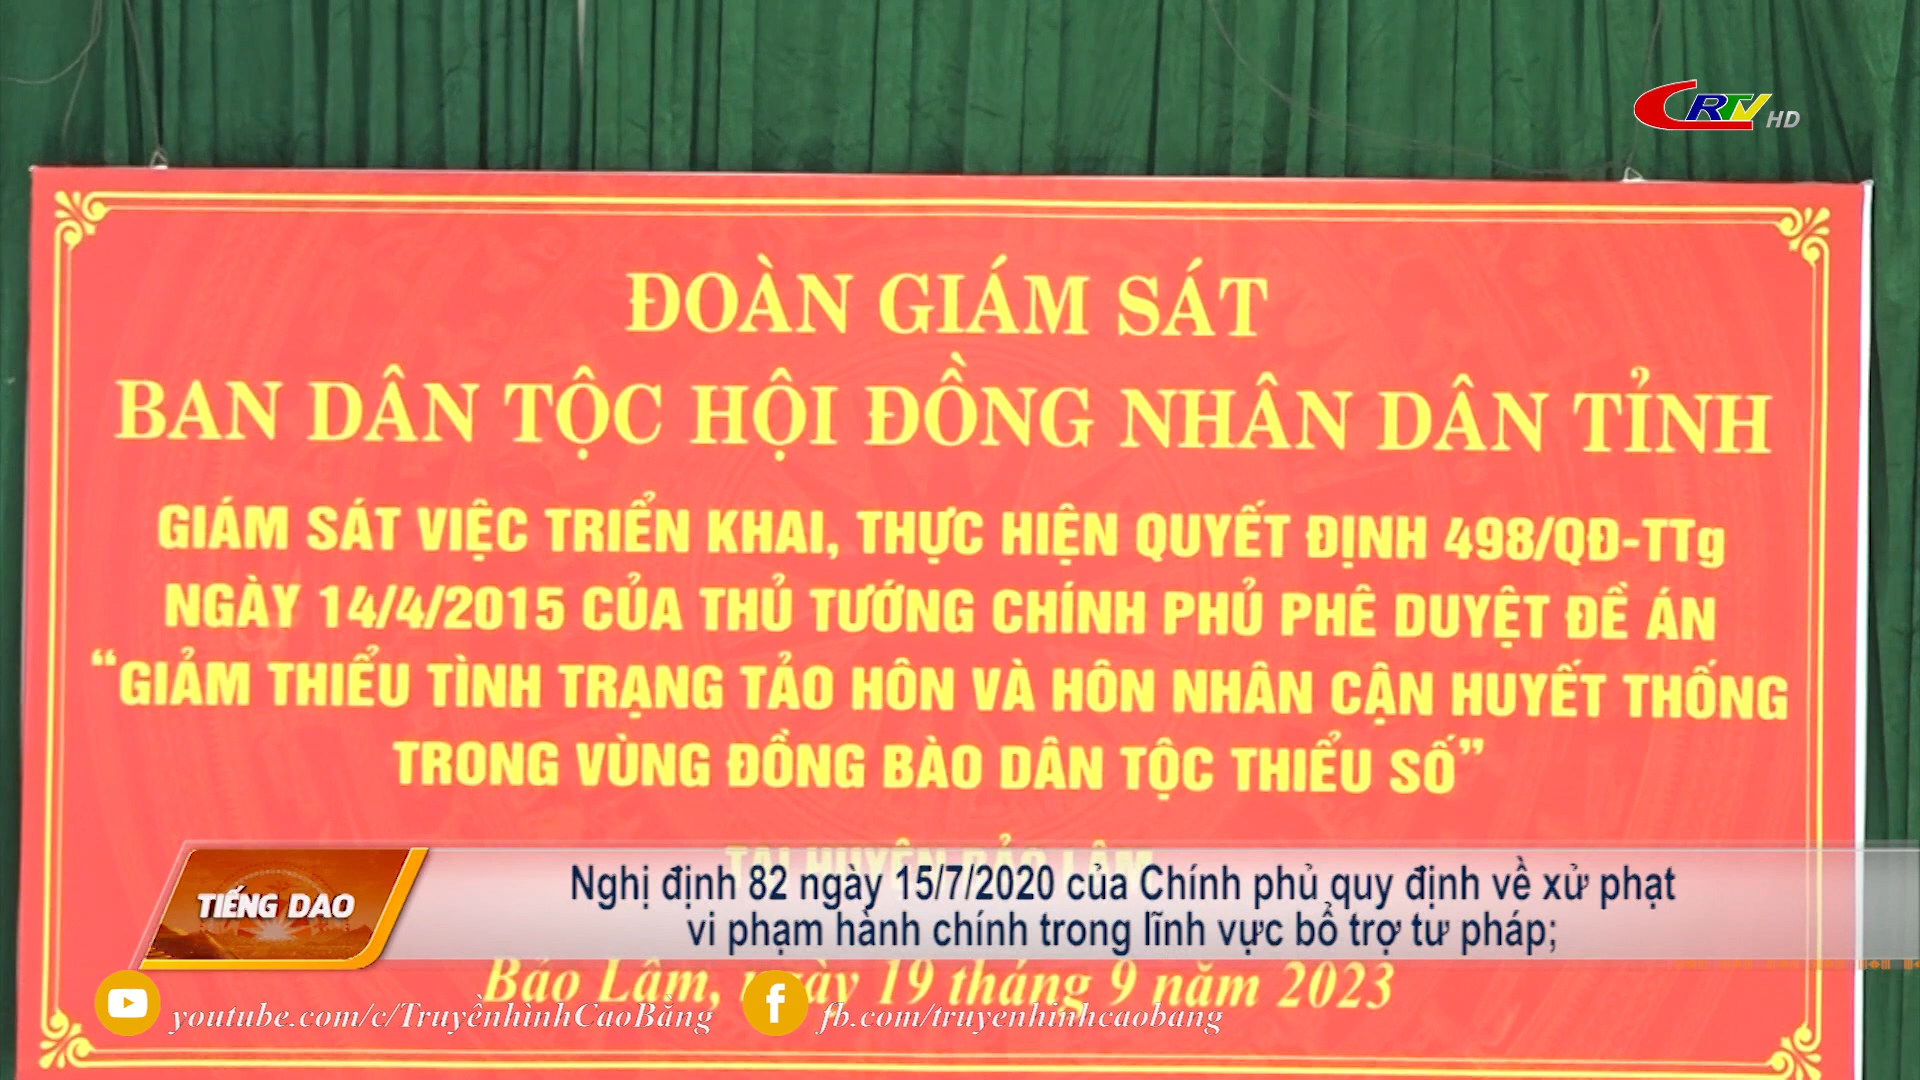 CRTV HD
ĐOÀN GIÁM SÁT
BAN DÂN TỘC HỘI ĐỒNG NHÂN DÂN TỈNH
GIÁM SÁT VIỆC TRIỂN KHAI, THỰC HIỆN QUYẾT ĐỊNH 498/QĐ-TTg
NGÀY 14/4/2015 CỦA THỦ TƯỚNG CHÍNH PHỦ PHÊ DUYỆT ĐỀ ÁN
“GIẢM THIỂU TÌNH TRẠNG TẢO HÔN VÀ HÔN NHÂN CẬN HUYẾT THỐNG
TRONG VÙNG ĐỒNG BÀO DÂN TỘC THIỂU SỐ”
TẠI HUYỆN BẢO LÂM
TIẾNG DAO
Nghị định 82 ngày 15/7/2020 của Chính phủ quy định về xử phạt
vi phạm hành chính trong lĩnh vực bổ trợ tư pháp;
Bảo Lâm, ngày 19 tháng 9 năm 2023
youtube.com/c/TruyềnhìnhCaoBằng
fb.com/truyenhinhcaobang